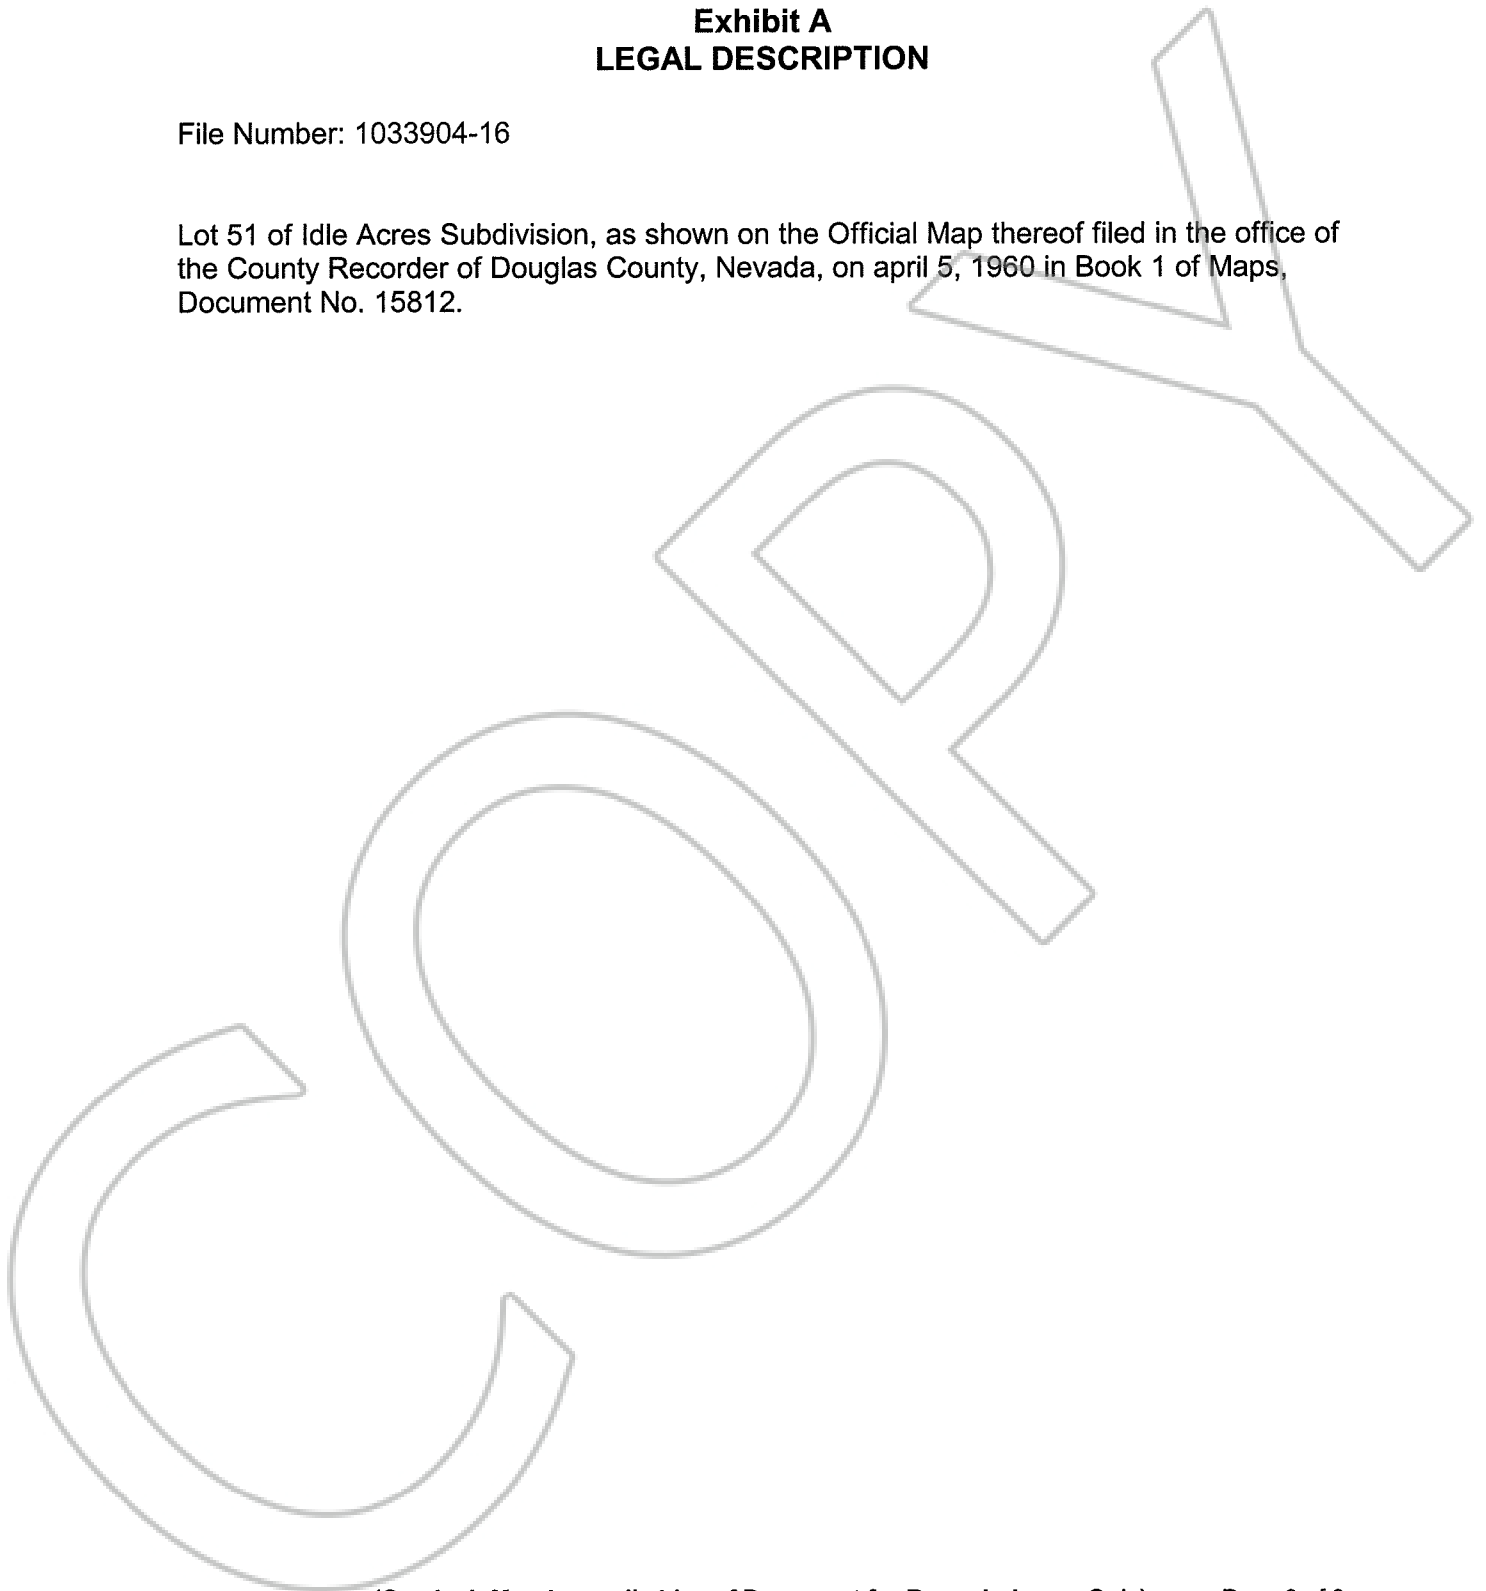 Exhibit A
LEGAL DESCRIPTION
File Number: 1033904-16
Lot 51 of Idle Acres Subdivision, as shown on the Official Map thereof filed in the office of
the County Recorder of Douglas County, Nevada, on april 5, 1960 in Book 1 of Maps,
Document No. 15812.
COPY